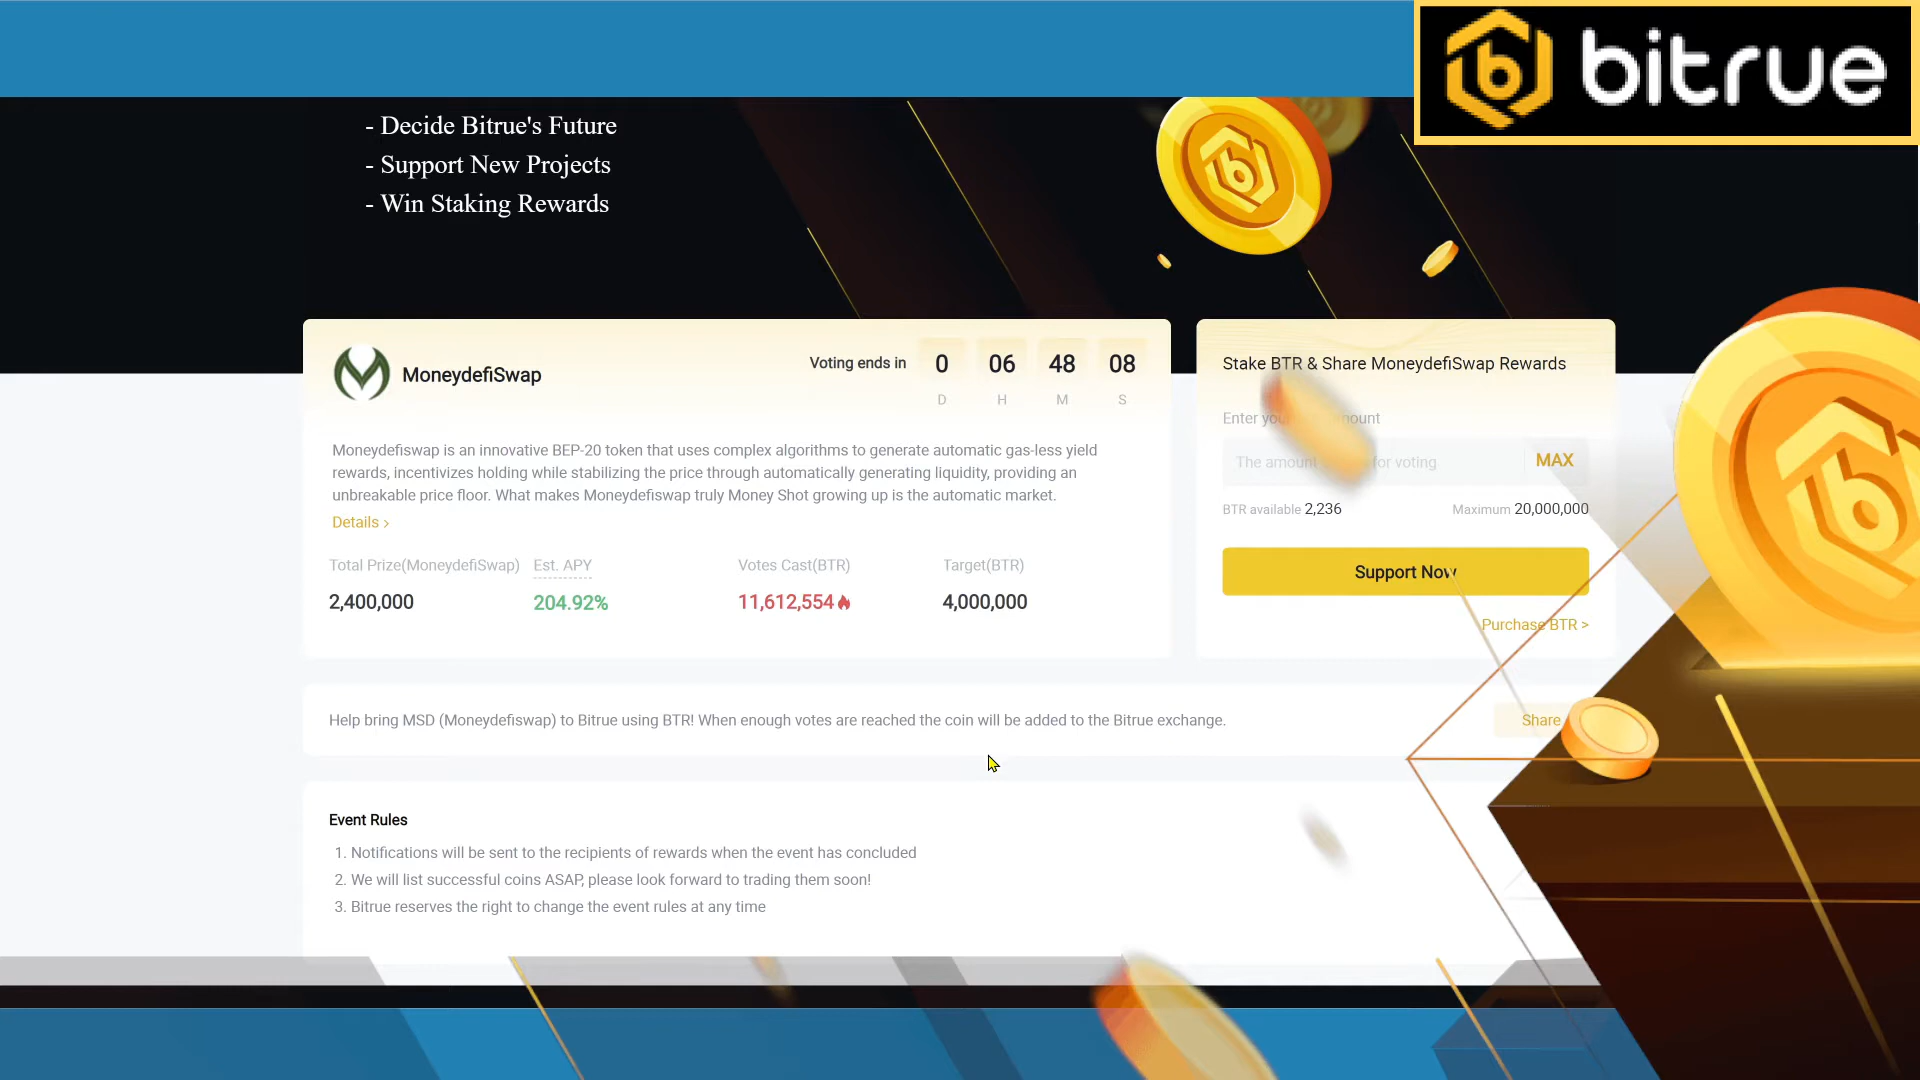 bitrue
- Decide Bitrue's Future
- Support New Projects
- Win Staking Rewards
MoneydefiSwap
Voting ends in
0 06 48 08
D H M S
Moneydefiswap is an innovative BEP-20 token that uses complex algorithms to generate automatic gas-less yield
rewards, incentivizes holding while stabilizing the price through automatically generating liquidity, providing an
unbreakable price floor. What makes Moneydefiswap truly Money Shot growing up is the automatic market.
Details >
Total Prize(MoneydefiSwap) Est. APY Votes Cast(BTR) Target(BTR)
2,400,000 204.92% 11,612,554 4,000,000
Stake BTR & Share MoneydefiSwap Rewards
Enter
The for voting
MAX
BTR available 2,236
Maximum 20,000,000
Support Now
Purchase BTR >
Help bring MSD (Moneydefiswap) to Bitrue using BTR! When enough votes are reached the coin will be added to the Bitrue exchange.
Share
Event Rules
1. Notifications will be sent to the recipients of rewards when the event has concluded
2. We will list successful coins ASAP, please look forward to trading them soon!
3. Bitrue reserves the right to change the event rules at any time